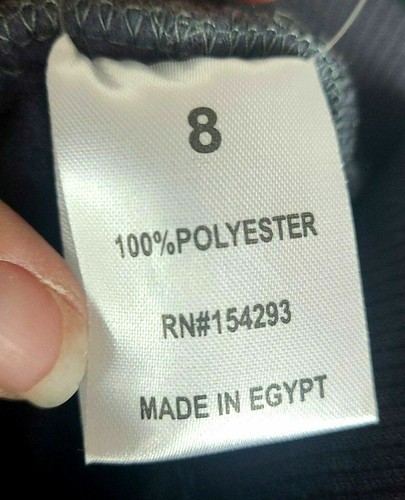 8
100%POLYESTER
RN#154293
MADE IN EGYPT